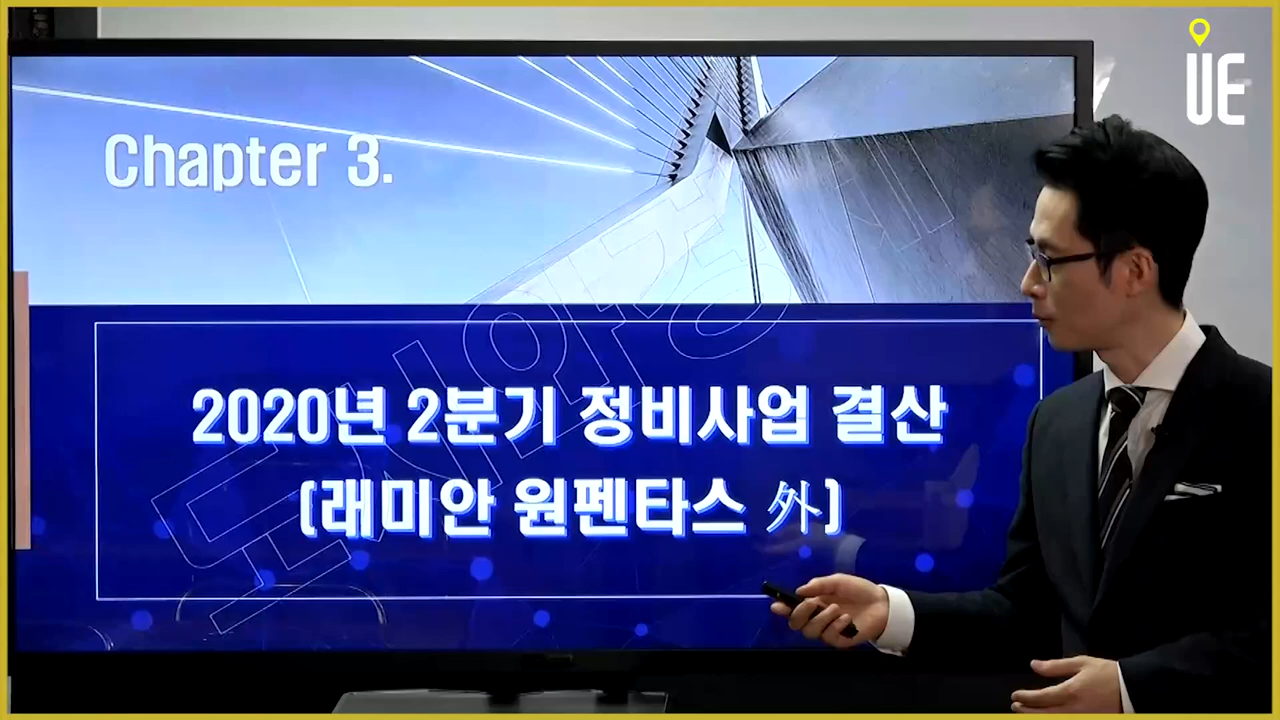 UE
Chapter 3.
2020년 2분기 정비사업 결산
(래미안 원펜타스 外)